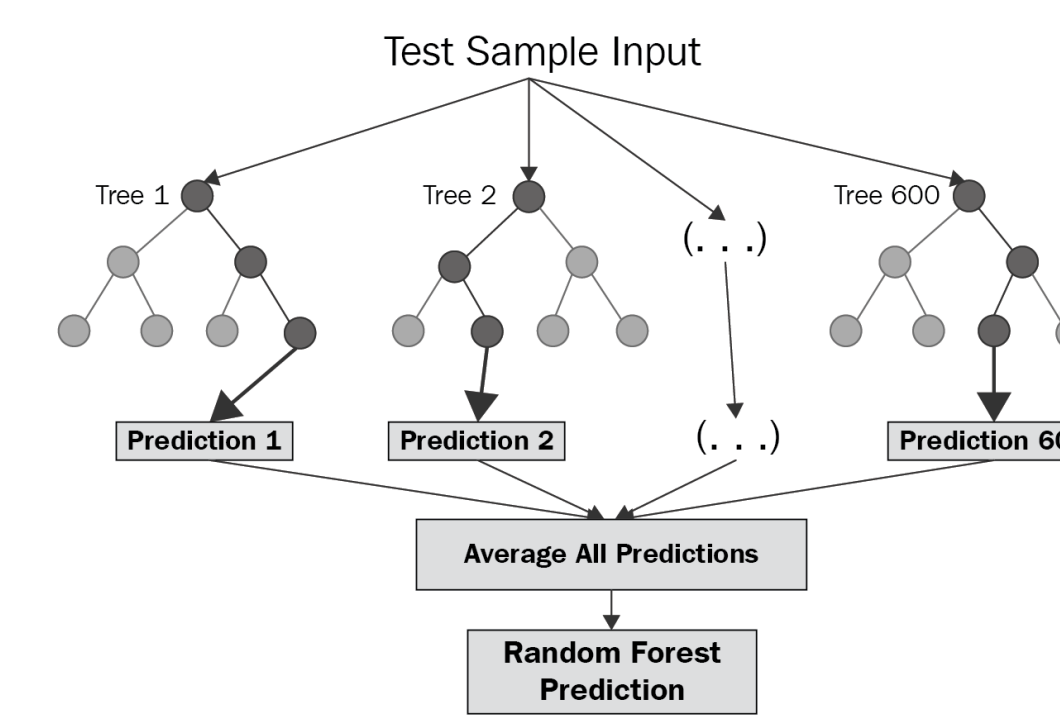 Test Sample Input
Tree 1
Tree 2
Tree 600
(. . .)
Prediction 1
Prediction 2
(. . .)
Prediction
Average All Predictions
Random Forest
Prediction